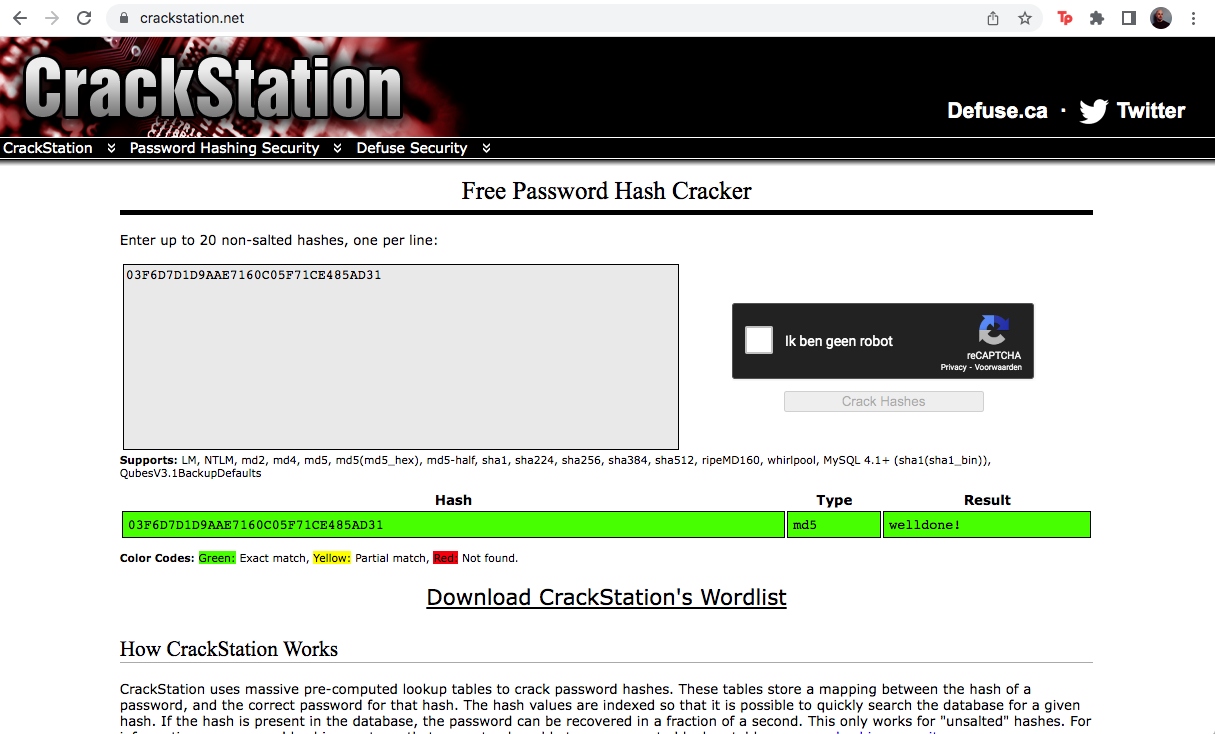 crackstation.net
Tp
CrackStation
Defuse.ca · Twitter
CrackStation Password Hashing Security Defuse Security
Free Password Hash Cracker
Enter up to 20 non-salted hashes, one per line:
03F6D7D1D9AAE7160C05F71CE485AD31
Ik ben geen robot
reCAPTCHA
Privacy - Voorwaarden
Crack Hashes
Supports: LM, NTLM, md2, md4, md5, md5(md5_hex), md5-half, sha1, sha224, sha256, sha384, sha512, ripeMD160, whirlpool, MySQL 4.1+ (sha1(sha1_bin)),
QubesV3.1BackupDefaults
Hash Type Result
03F6D7D1D9AAE7160C05F71CE485AD31 md5 welldone!
Color Codes: Green: Exact match, Yellow: Partial match, Red: Not found.
Download CrackStation's Wordlist
How CrackStation Works
CrackStation uses massive pre-computed lookup tables to crack password hashes. These tables store a mapping between the hash of a
password, and the correct password for that hash. The hash values are indexed so that it is possible to quickly search the database for a given
hash. If the hash is present in the database, the password can be recovered in a fraction of a second. This only works for "unsalted" hashes. For